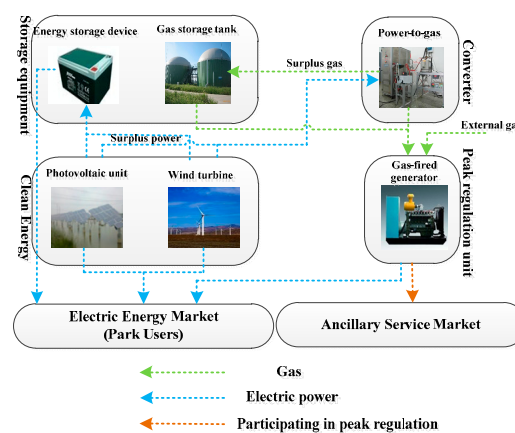 Storage equipment
Energy storage device
Gas storage tank
Power-to-gas
Converter
Surplus gas
Surplus power
External ga
Clean Energy
Photovoltaic unit
Wind turbine
Gas-fired
generator
Peak regulation unit
Electric Energy Market
(Park Users)
Ancillary Service Market
Gas
Electric power
Participating in peak regulation